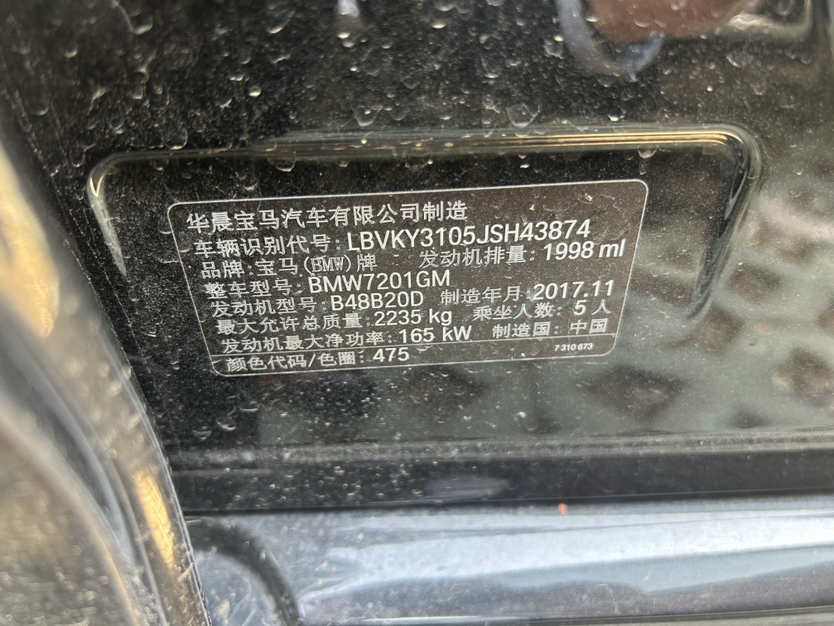 华晨宝马汽车有限公司制造
车辆识别代号: LBVKY3105JSH43874
品牌: 宝马(BMW)牌 发动机排量: 1998 ml
整车型号: BMW7201GM
发动机型号: B48B20D 制造年月: 2017.11
最大允许总质量: 2235 kg 乘坐人数: 5 人
发动机最大净功率: 165 kW 制造国: 中国
颜色代码/色圈: 475 7 310 673